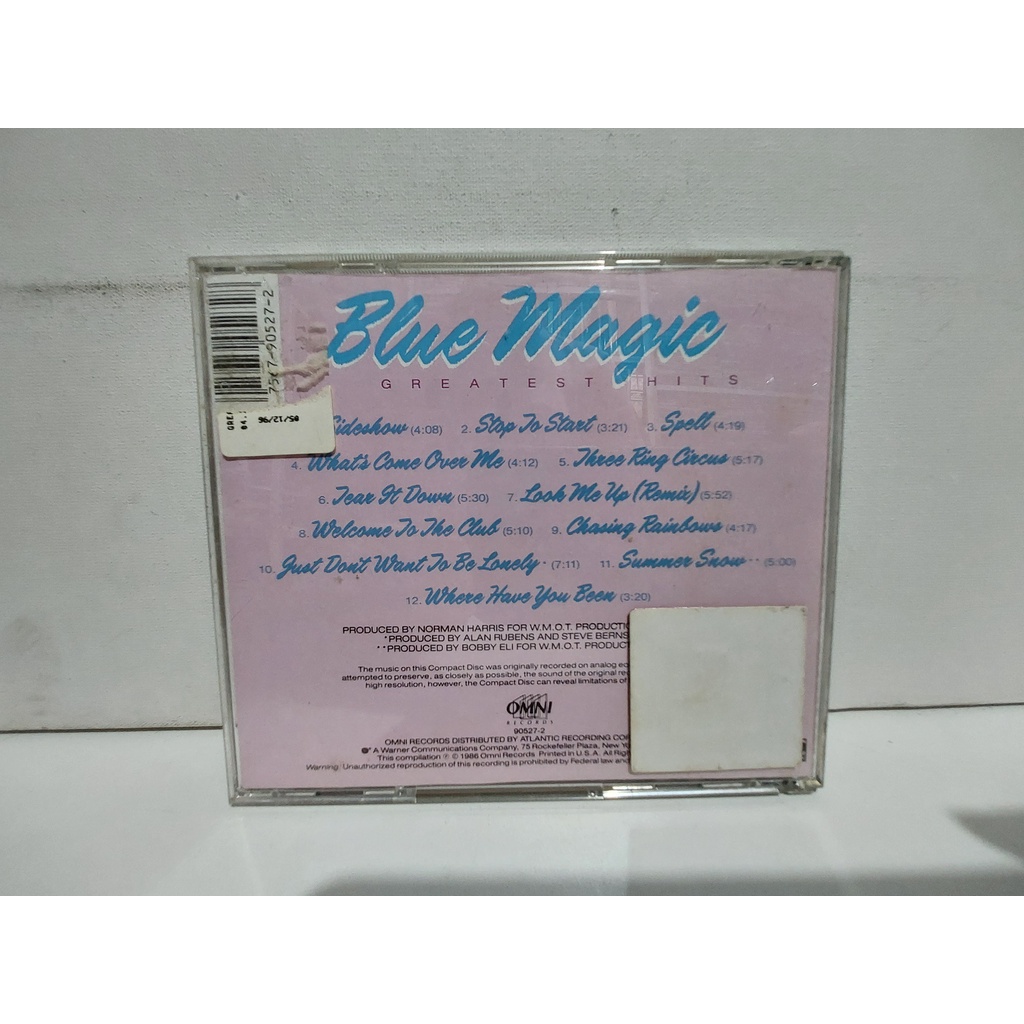 Blue Magic
GREATEST HITS
7567-90527-2
05/12/96
Sideshow (4:08) 2. Stop To Start (3:21) 3. Spell (4:19)
4. What's Come Over Me (4:12) 5. Three Ring Circus (5:17)
6. Tear It Down (5:30) 7. Look Me Up (Remix) (5:52)
8. Welcome To The Club (5:10) 9. Chasing Rainbows (4:17)
10. Just Don't Want To Be Lonely* (7:11) 11. Summer Snow** (5:00)
12. Where Have You Been (3:20)
PRODUCED BY NORMAN HARRIS FOR W.M.O.T. PRODUCTIO
*PRODUCED BY ALAN RUBENS AND STEVE BERNS
**PRODUCED BY BOBBY ELI FOR W.M.O.T. PRODUCT
The music on this Compact Disc was originally recorded on analog eq
attempted to preserve, as closely as possible, the sound of the original rec
high resolution, however, the Compact Disc can reveal limitations of
OMNI
RECORDS
90527-2
OMNI RECORDS DISTRIBUTED BY ATLANTIC RECORDING COR
A Warner Communications Company, 75 Rockefeller Plaza, New Yo
This compilation ℗ © 1986 Omni Records Printed in U.S.A. All Righ
Warning: Unauthorized reproduction of this recording is prohibited by Federal law and